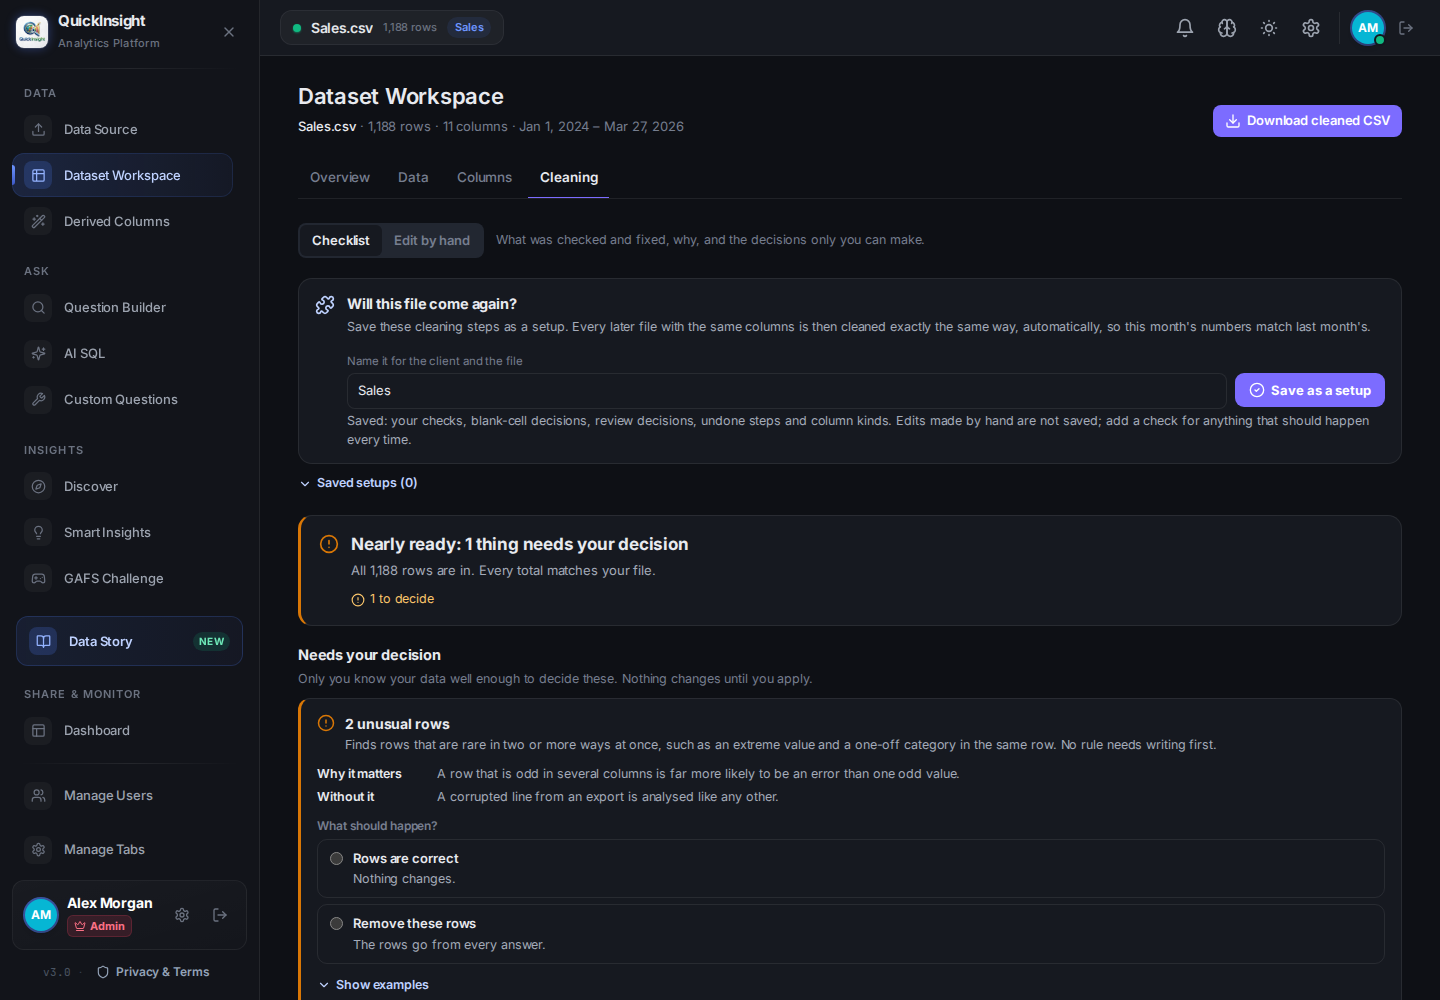 QuickInsight
Analytics Platform
DATA
Data Source
Dataset Workspace
Derived Columns
ASK
Question Builder
AI SQL
Custom Questions
INSIGHTS
Discover
Smart Insights
GAFS Challenge
Data Story NEW
SHARE & MONITOR
Dashboard
Manage Users
Manage Tabs
AM Alex Morgan
Admin
v3.0 · Privacy & Terms
Sales.csv 1,188 rows Sales
AM
Dataset Workspace
Sales.csv · 1,188 rows · 11 columns · Jan 1, 2024 – Mar 27, 2026
Download cleaned CSV
Overview Data Columns Cleaning
Checklist Edit by hand What was checked and fixed, why, and the decisions only you can make.
Will this file come again?
Save these cleaning steps as a setup. Every later file with the same columns is then cleaned exactly the same way, automatically, so this month's numbers match last month's.
Name it for the client and the file
Sales Save as a setup
Saved: your checks, blank-cell decisions, review decisions, undone steps and column kinds. Edits made by hand are not saved; add a check for anything that should happen
every time.
Saved setups (0)
Nearly ready: 1 thing needs your decision
All 1,188 rows are in. Every total matches your file.
1 to decide
Needs your decision
Only you know your data well enough to decide these. Nothing changes until you apply.
2 unusual rows
Finds rows that are rare in two or more ways at once, such as an extreme value and a one-off category in the same row. No rule needs writing first.
Why it matters A row that is odd in several columns is far more likely to be an error than one odd value.
Without it A corrupted line from an export is analysed like any other.
What should happen?
Rows are correct
Nothing changes.
Remove these rows
The rows go from every answer.
Show examples